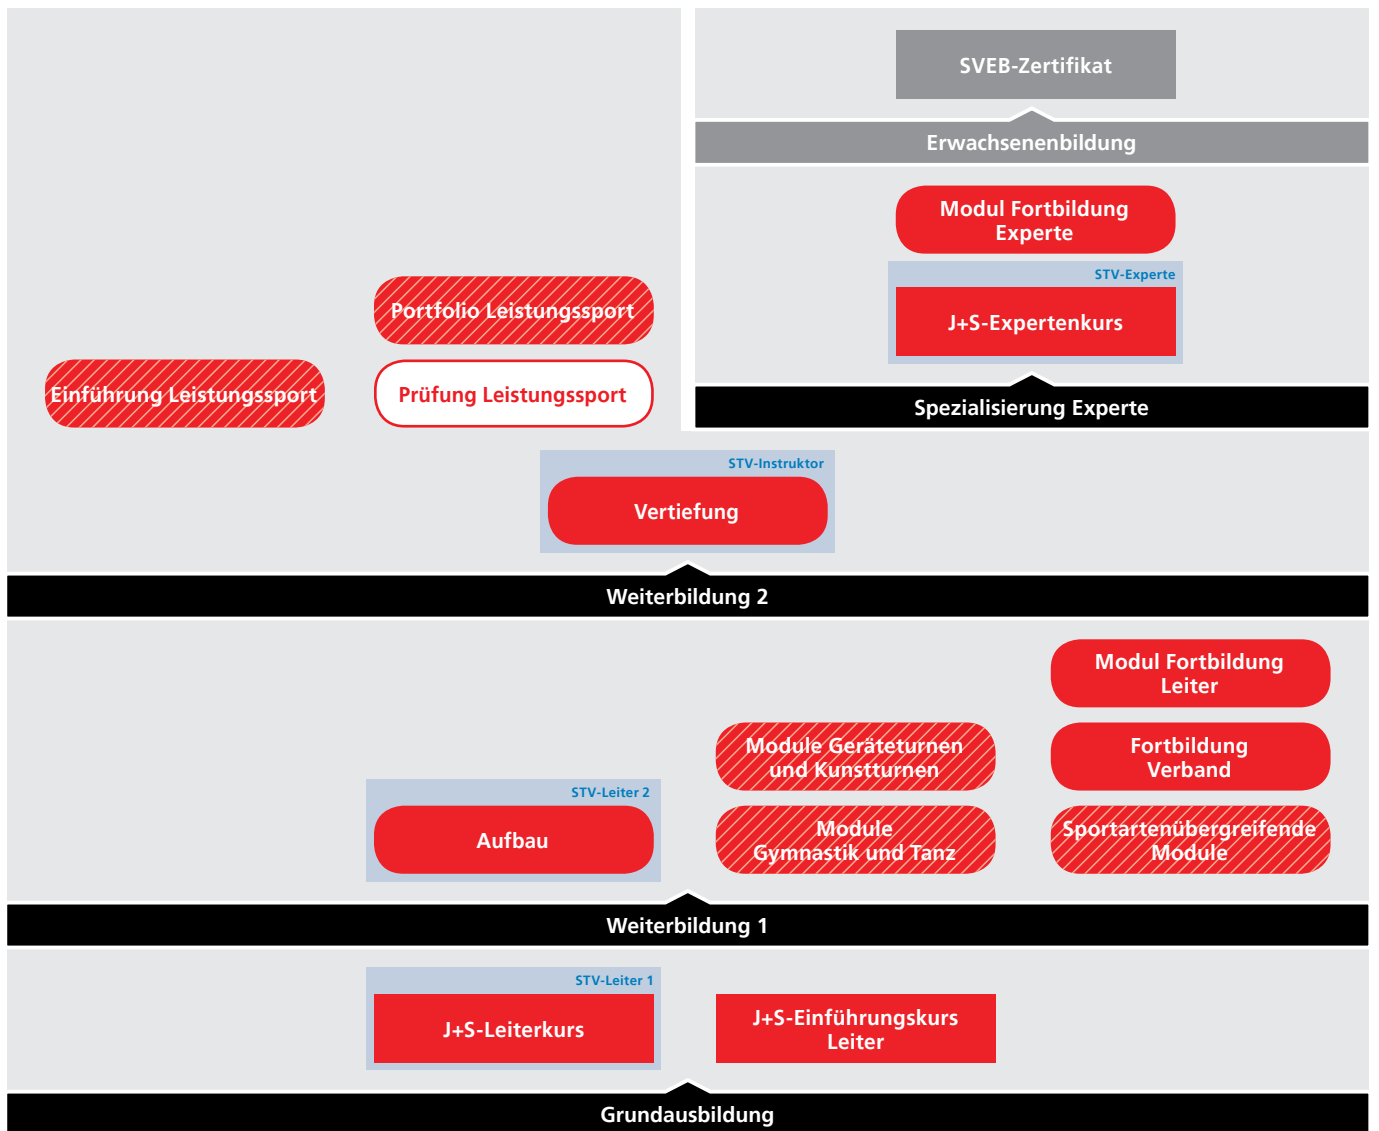 SVEB-Zertifikat
Erwachsenenbildung
Modul Fortbildung
Experte
STV-Experte
J+S-Expertenkurs
Spezialisierung Experte
Portfolio Leistungssport
Einführung Leistungssport
Prüfung Leistungssport
STV-Instruktor
Vertiefung
Weiterbildung 2
Modul Fortbildung
Leiter
Module Geräteturnen
und Kunstturnen
Fortbildung
Verband
STV-Leiter 2
Aufbau
Module
Gymnastik und Tanz
Sportartenübergreifende
Module
Weiterbildung 1
STV-Leiter 1
J+S-Leiterkurs
J+S-Einführungskurs
Leiter
Grundausbildung